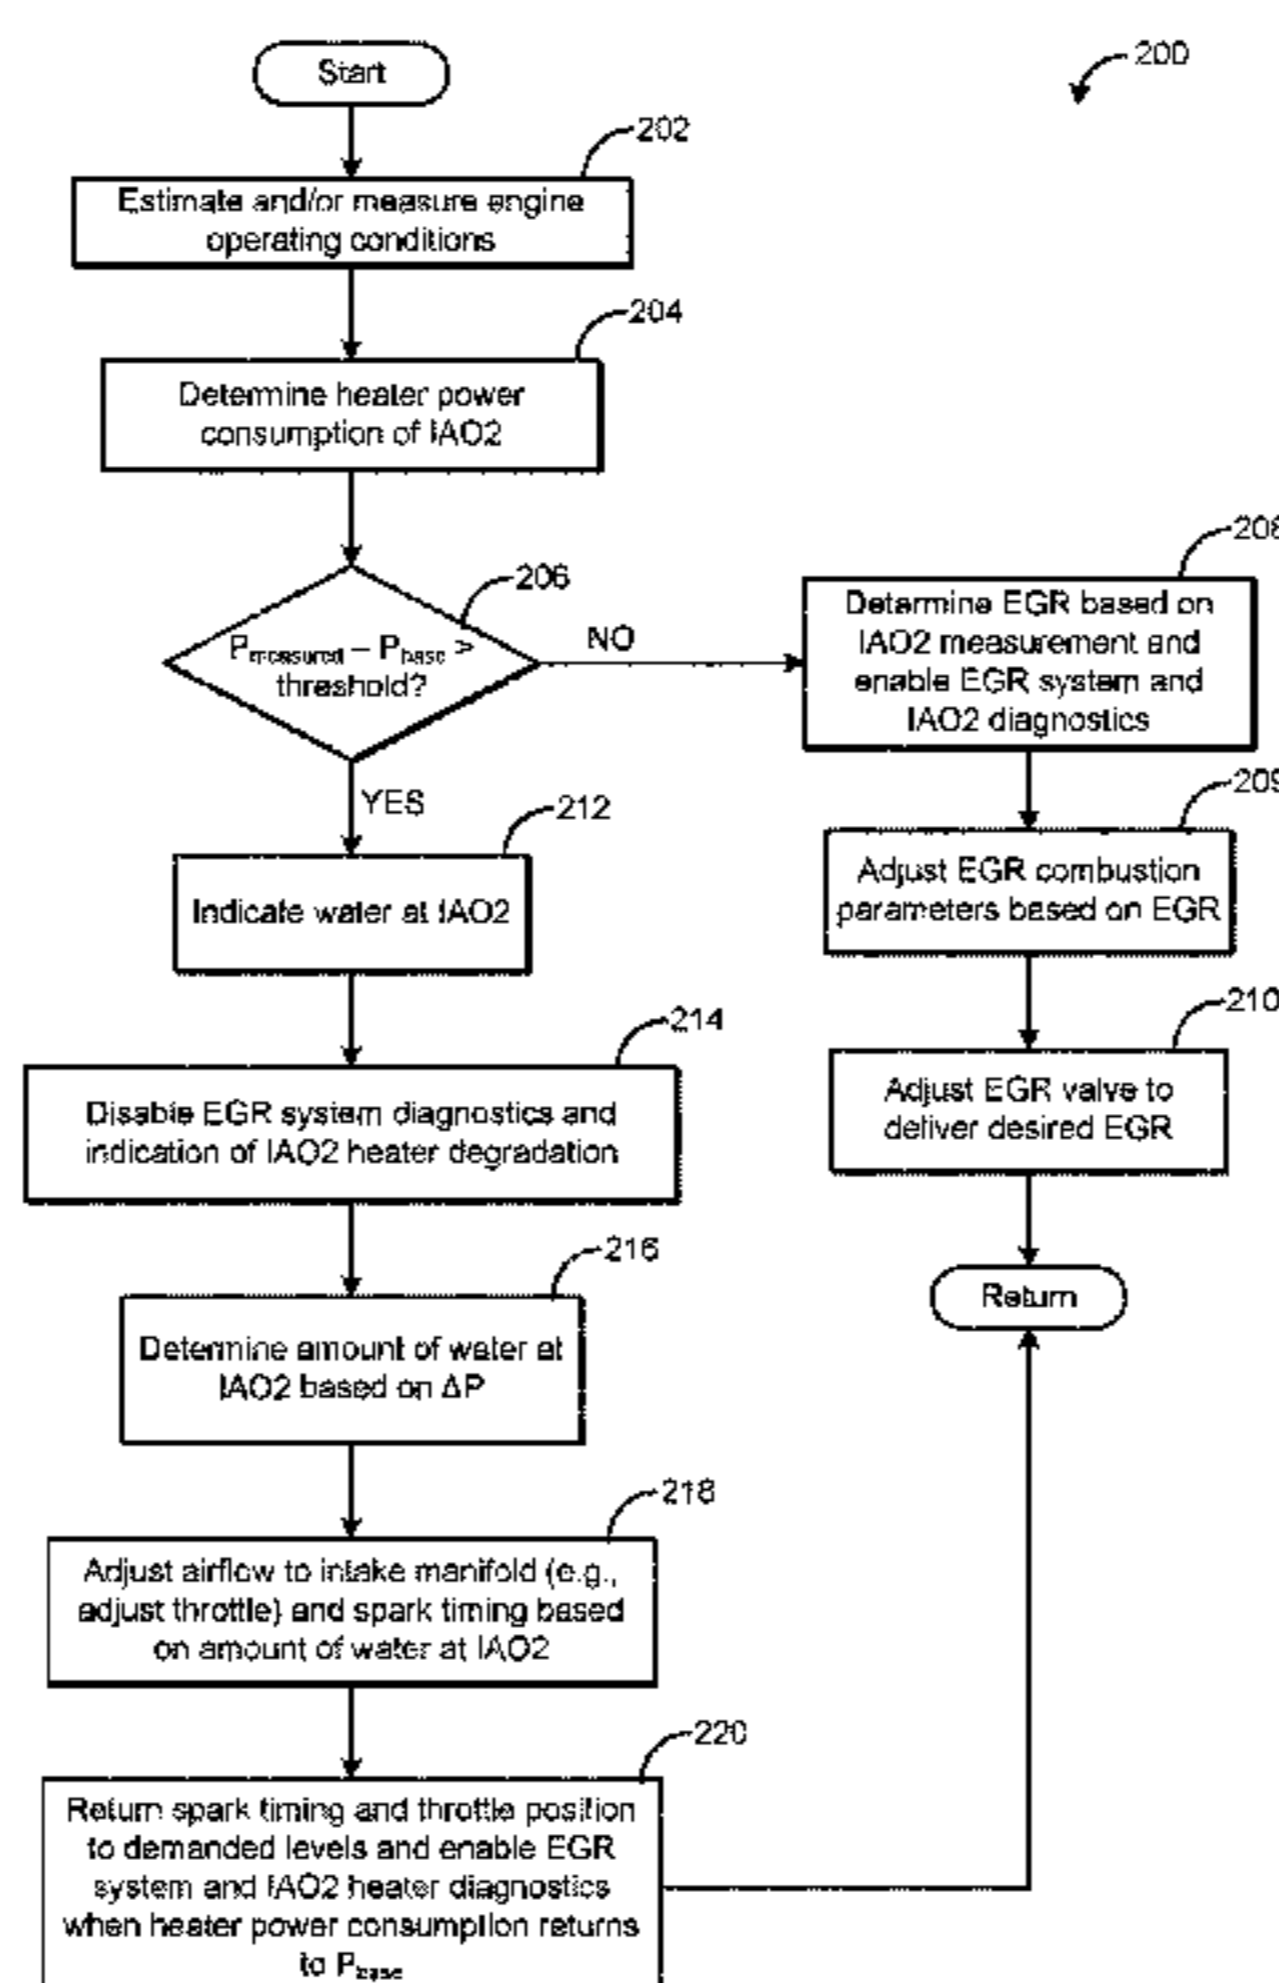 Start
200
202
Estimate and/or measure engine
operating conditions
204
Determine heater power
consumption of IAO2
206
Pmeasured – Pbase >
threshold?
NO
YES
208
Determine EGR based on
IAO2 measurement and
enable EGR system and
IAO2 diagnostics
209
Adjust EGR combustion
parameters based on EGR
210
Adjust EGR valve to
deliver desired EGR
Return
212
Indicate water at IAO2
214
Disable EGR system diagnostics and
indication of IAO2 heater degradation
216
Determine amount of water at
IAO2 based on ΔP
218
Adjust airflow to intake manifold (e.g.,
adjust throttle) and spark timing based
on amount of water at IAO2
220
Return spark timing and throttle position
to demanded levels and enable EGR
system and IAO2 heater diagnostics
when heater power consumption returns
to Pbase